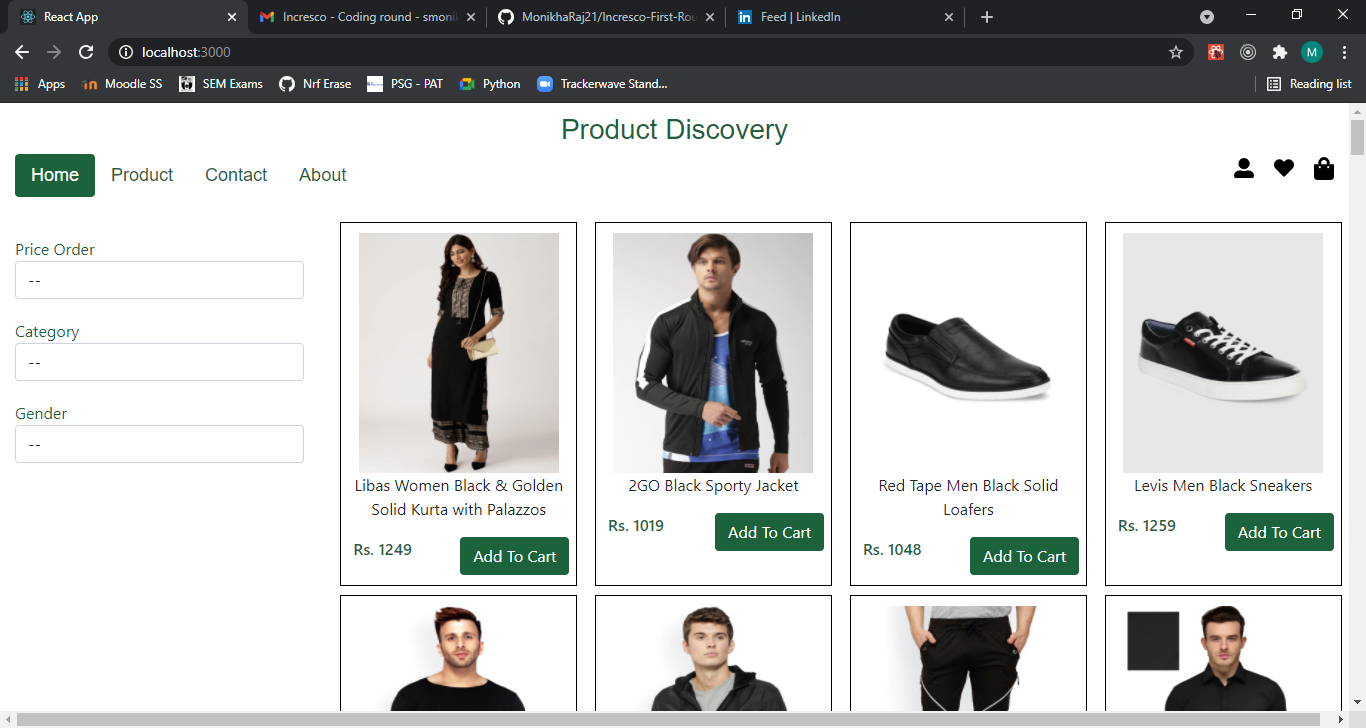 React App
Incresco - Coding round - smonik
MonikhaRaj21/Incresco-First-Rou
Feed | LinkedIn
localhost:3000
M
Apps
Moodle SS
SEM Exams
Nrf Erase
PSG - PAT
Python
Trackerwave Stand...
Reading list
Product Discovery
Home
Product
Contact
About
Price Order
--
Category
--
Gender
--
Libas Women Black & Golden
Solid Kurta with Palazzos
Rs. 1249
Add To Cart
2GO Black Sporty Jacket
Rs. 1019
Add To Cart
Red Tape Men Black Solid
Loafers
Rs. 1048
Add To Cart
Levis Men Black Sneakers
Rs. 1259
Add To Cart